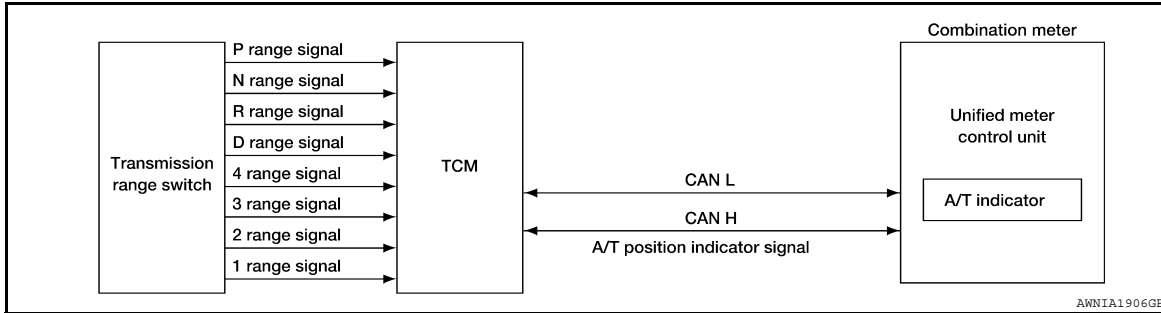 Combination meter
P range signal
N range signal
R range signal
D range signal
4 range signal
3 range signal
2 range signal
1 range signal
Transmission
range switch
TCM
CAN L
CAN H
A/T position indicator signal
Unified meter
control unit
A/T indicator
AWNIA1906GB